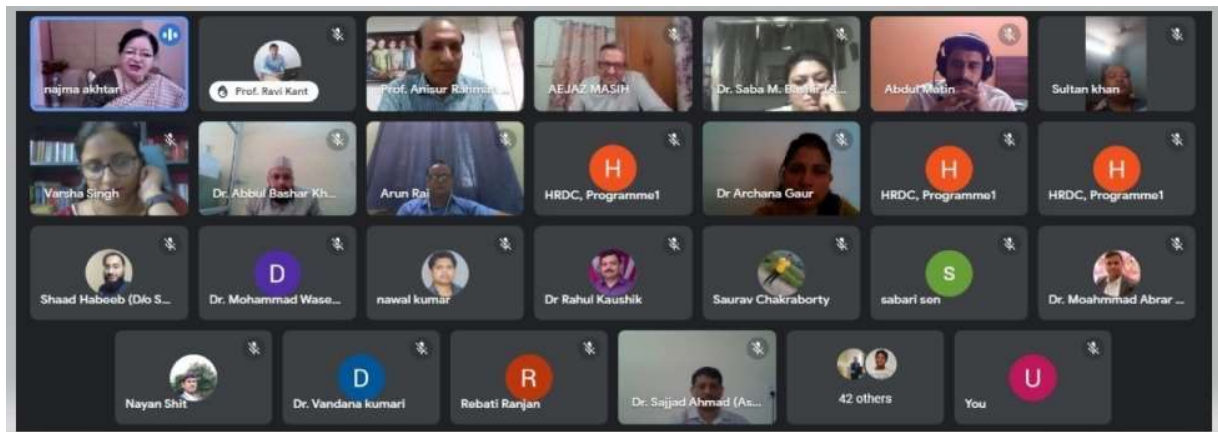 najma akhtar
Prof. Ravi Kant
Prof. Anisur Rahman ...
AEJAZ MASIH
Dr. Saba M. Bashir (A...
Abdul Matin
Sultan khan
Varsha Singh
Dr. Abbul Bashar Kh...
Arun Rai
H
HRDC, Programme1
Dr Archana Gaur
H
HRDC, Programme1
H
HRDC, Programme1
Shaad Habeeb (D/o S...
D
Dr. Mohammad Wase...
nawal kumar
Dr Rahul Kaushik
Saurav Chakraborty
S
sabari sen
Dr. Moahmmad Abrar ...
Nayan Shit
D
Dr. Vandana kumari
R
Rebati Ranjan
Dr. Sajjad Ahmad (As...
42 others
U
You